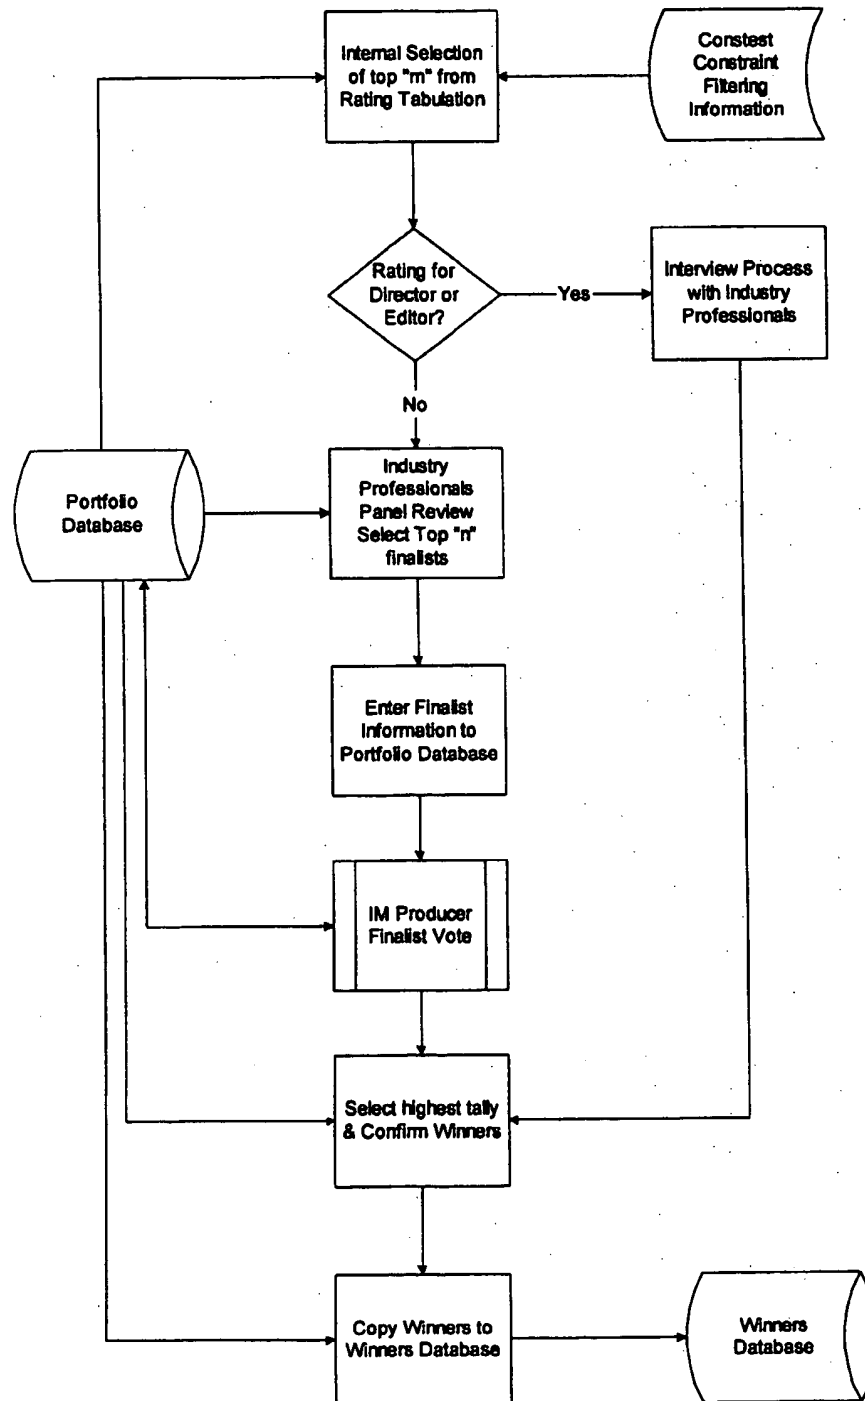 Internal Selection
of top "m" from
Rating Tabulation
Constest
Constraint
Filtering
Information
Rating for
Director or
Editor?
Yes
Interview Process
with Industry
Professionals
No
Portfolio
Database
Industry
Professionals
Panel Review
Select Top "n"
finalists
Enter Finalist
Information to
Portfolio Database
IM Producer
Finalist Vote
Select highest tally
& Confirm Winners
Copy Winners to
Winners Database
Winners
Database